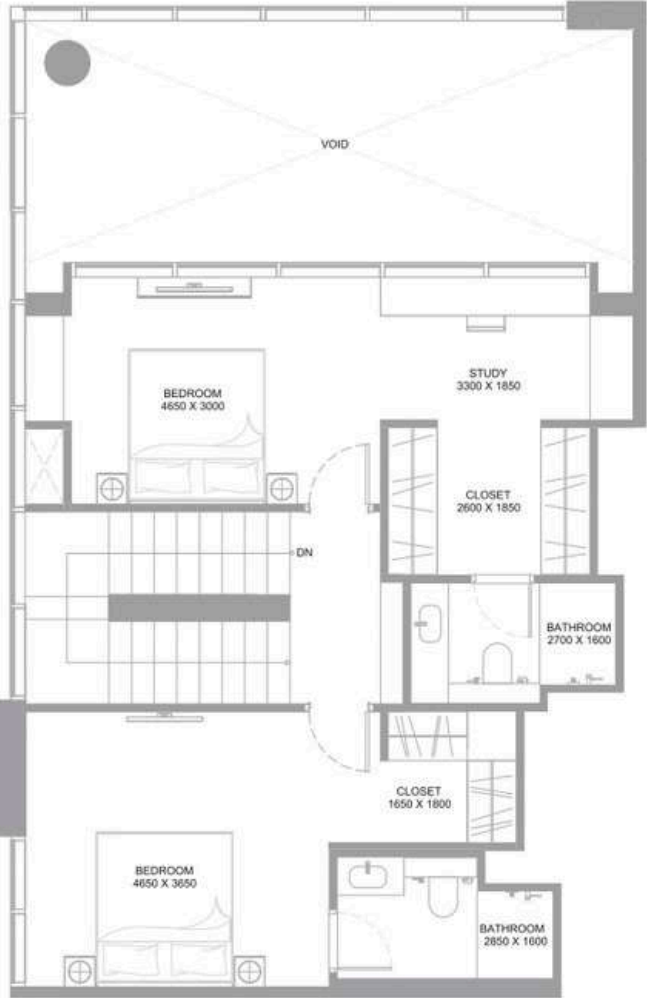 VOID
BEDROOM
4650 X 3000
STUDY
3300 X 1850
CLOSET
2600 X 1850
DN
BATHROOM
2700 X 1600
CLOSET
1650 X 1800
BEDROOM
4650 X 3650
BATHROOM
2850 X 1600